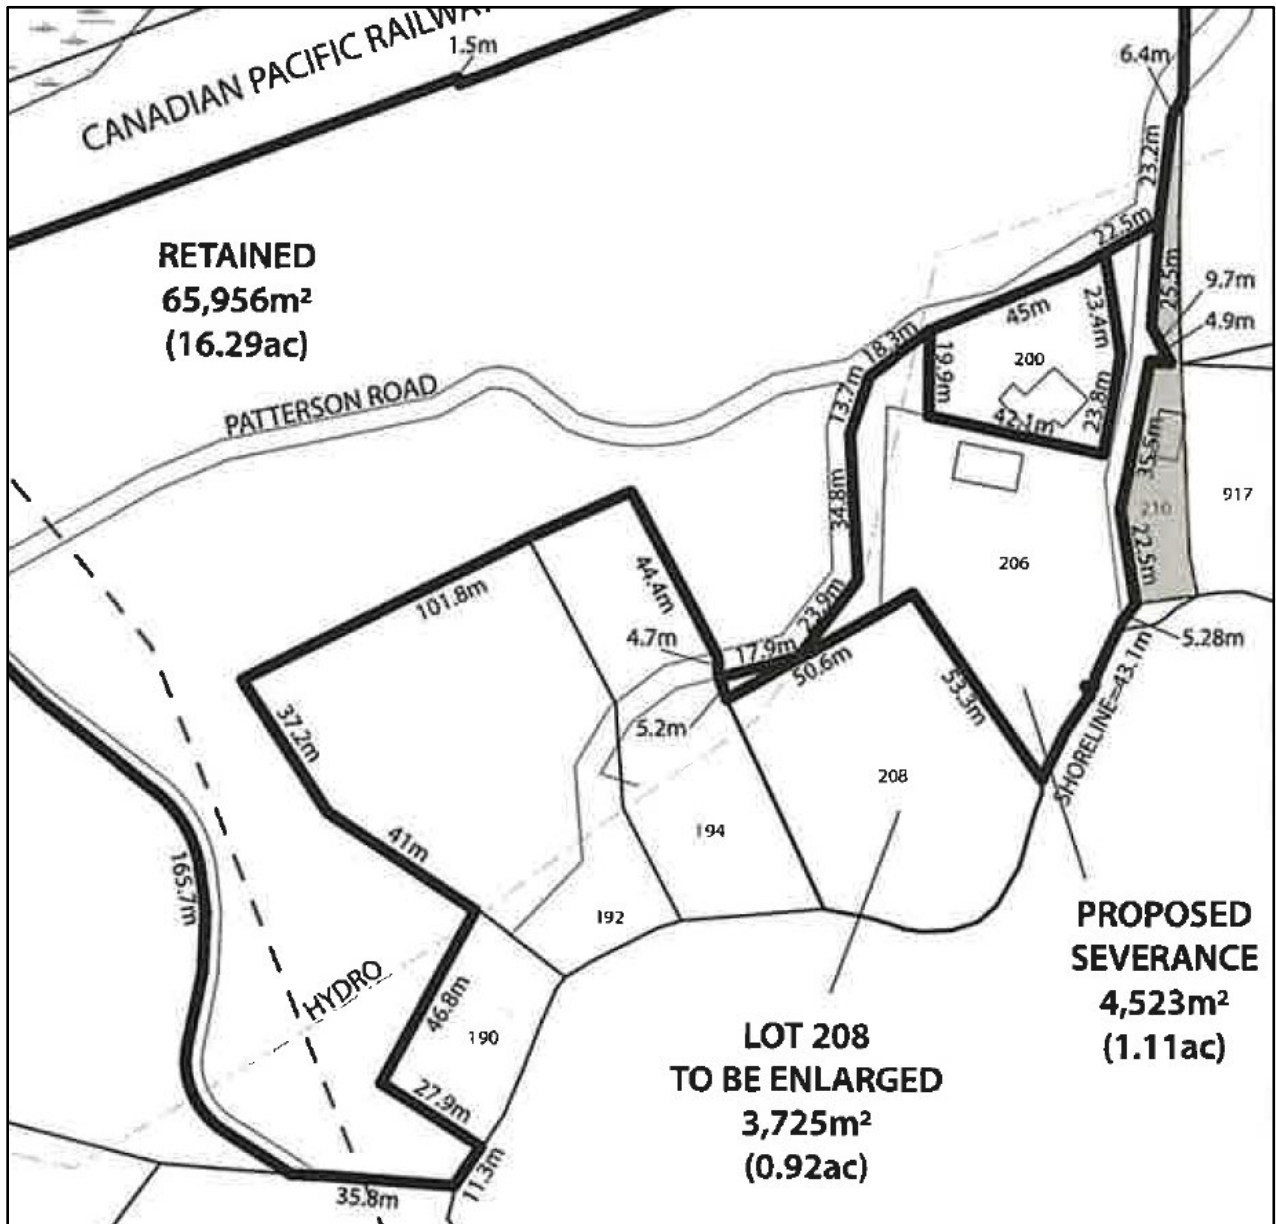 CANADIAN PACIFIC RAILWAY
1.5m
6.4m
23.2m
RETAINED
65,956m²
(16.29ac)
22.5m
25.5m
9.7m
4.9m
45m
23.4m
200
18.3m
19.9m
13.7m
42.1m
23.8m
PATTERSON ROAD
35.5m
917
210
34.8m
206
22.5m
101.8m
44.4m
23.9m
4.7m
17.9m
5.28m
50.6m
53.3m
SHORELINE=43.1m
37.2m
5.2m
208
194
41m
165.7m
192
PROPOSED
SEVERANCE
4,523m²
(1.11ac)
HYDRO
46.8m
190
LOT 208
TO BE ENLARGED
3,725m²
(0.92ac)
27.9m
11.3m
35.8m